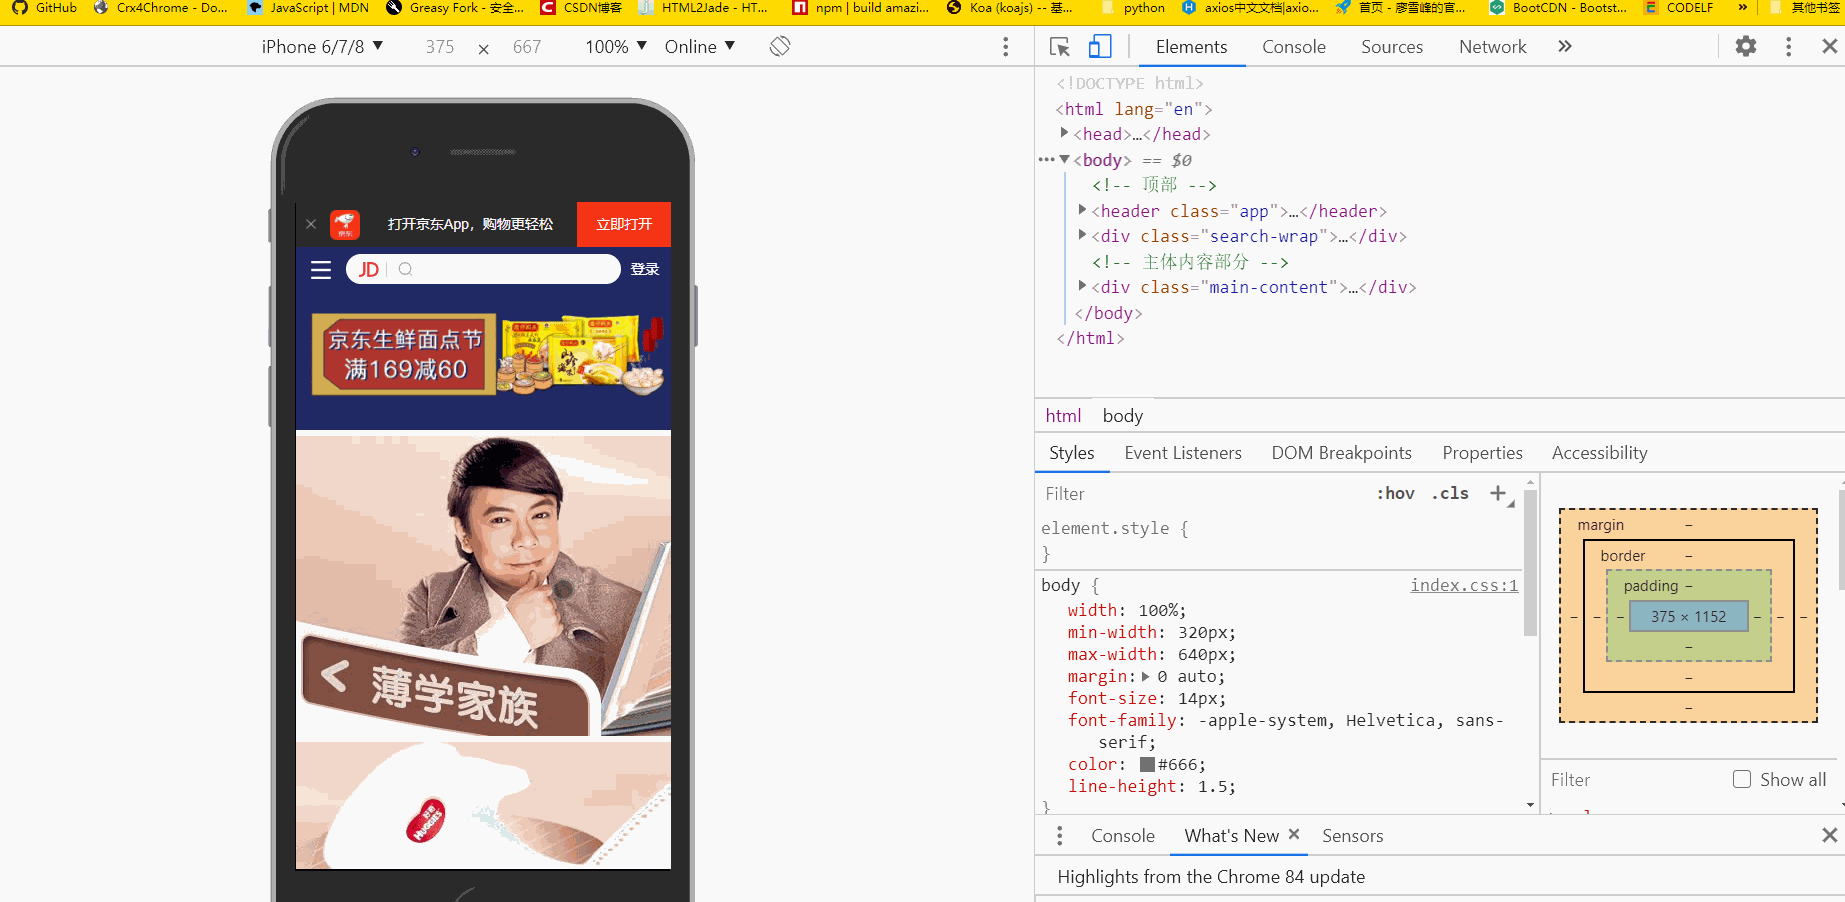 GitHub Crx4Chrome - Do... JavaScript | MDN Greasy Fork - 安全... CSDN博客 HTML2Jade - HT... npm | build amazi... Koa (koajs) -- 基... python axios中文文档|axio... 首页 - 廖雪峰的官... BootCDN - Bootst... CODELF » 其他书签
iPhone 6/7/8 ▼ 375 × 667 100% ▼ Online ▼
Elements Console Sources Network »
打开京东App，购物更轻松 立即打开
京东
JD 登录
京东生鲜面点节
满169减60
薄学家族
HUGGIES
<!DOCTYPE html>
<html lang="en">
<head>…</head>
<body> == $0
<!-- 顶部 -->
<header class="app">…</header>
<div class="search-wrap">…</div>
<!-- 主体内容部分 -->
<div class="main-content">…</div>
</body>
</html>
html body
Styles Event Listeners DOM Breakpoints Properties Accessibility
Filter :hov .cls +
element.style {
}
body { index.css:1
width: 100%;
min-width: 320px;
max-width: 640px;
margin: 0 auto;
font-size: 14px;
font-family: -apple-system, Helvetica, sans-
serif;
color: #666;
line-height: 1.5;
}
margin –
border –
padding –
– – – 375 × 1152 – – –
–
–
–
Filter Show all
Console What's New × Sensors
Highlights from the Chrome 84 update